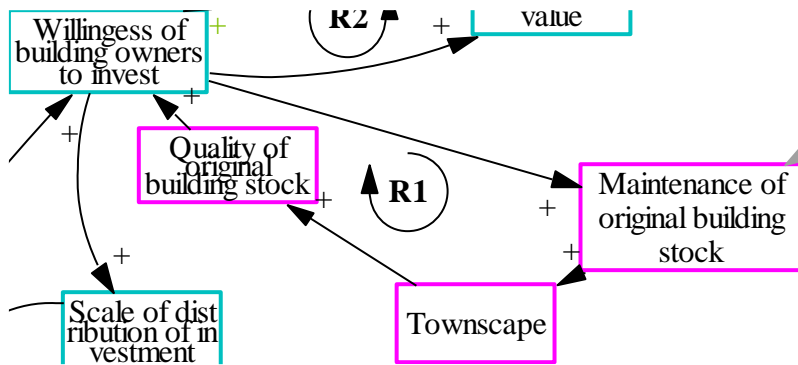 Willingess of
building owners
to invest
+
R2
+
value
+
+
Quality of
original
building stock
+
R1
+
Maintenance of
original building
stock
+
+
Scale of dist
ribution of in
vestment
Townscape